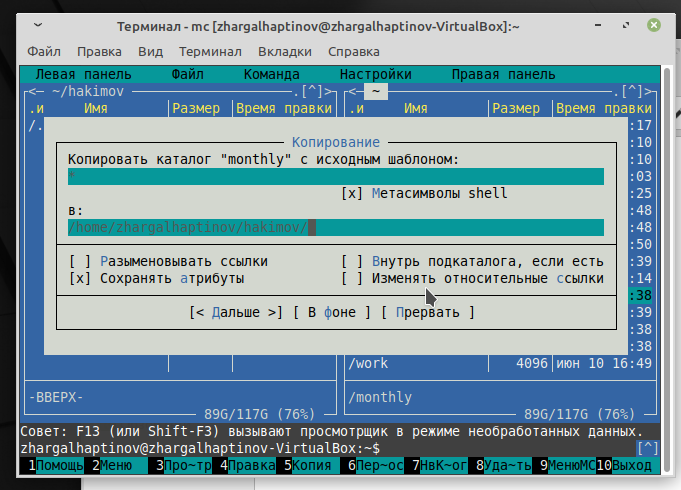 Терминал - mc [zhargalhaptinov@zhargalhaptinov-VirtualBox]:~
Файл Правка Вид Терминал Вкладки Справка
Левая панель Файл Команда Настройки Правая панель
<─ ~/hakimov .[^]> <─ ~ .[^]>
.и Имя Размер Время правки .и Имя Размер Время правки
/. :17
Копирование :10
Копировать каталог "monthly" с исходным шаблоном: :10
* :03
[x] Метасимволы shell :25
в: :48
/home/zhargalhaptinov/hakimov/ :48
:50
[ ] Разыменовывать ссылки [ ] Внутрь подкаталога, если есть :39
[x] Сохранять атрибуты [ ] Изменять относительные ссылки :14
:38
[< Дальше >] [ В фоне ] [ Прервать ] :39
:38
:38
/work 4096 июн 10 16:49
-ВВЕРХ- /monthly
89G/117G (76%) 89G/117G (76%)
Совет: F13 (или Shift-F3) вызывают просмотрщик в режиме необработанных данных.
zhargalhaptinov@zhargalhaptinov-VirtualBox:~$ [^]
1Помощь 2Меню 3Про~тр 4Правка 5Копия 6Пер~ос 7НвК~ог 8Уда~ть 9МенюMC 10Выход